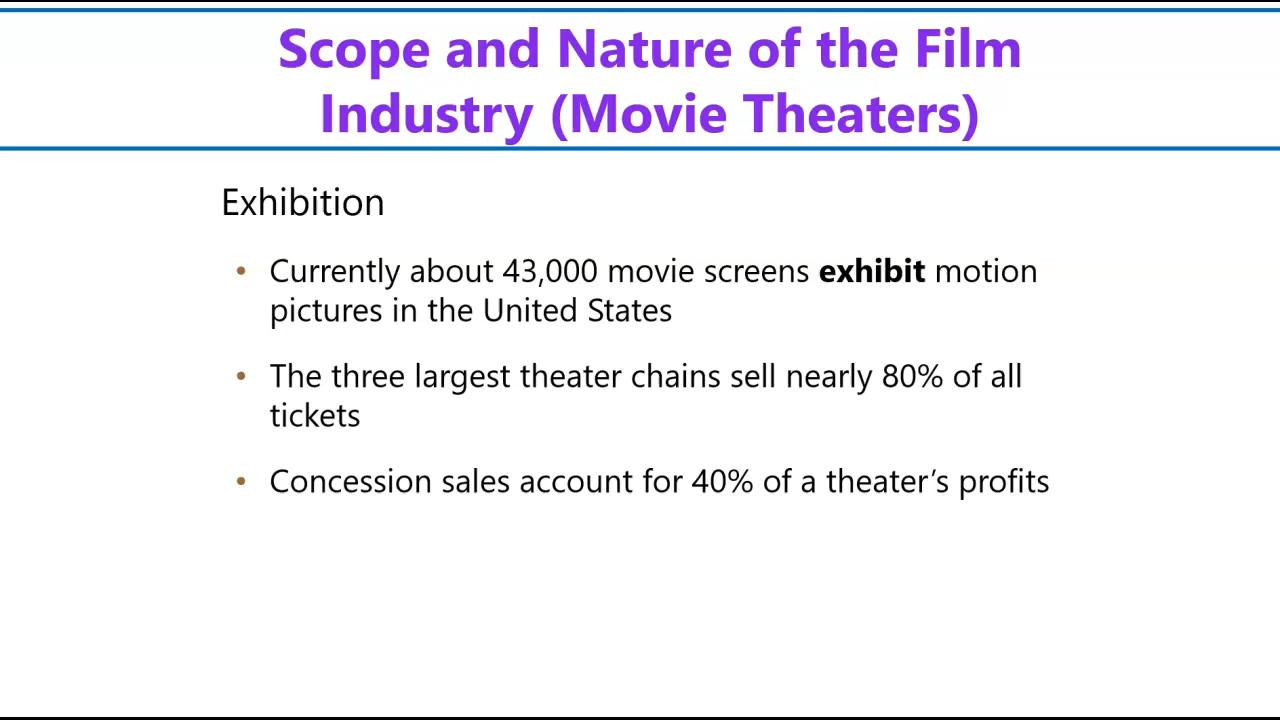 Scope and Nature of the Film
Industry (Movie Theaters)
Exhibition
• Currently about 43,000 movie screens exhibit motion
pictures in the United States
• The three largest theater chains sell nearly 80% of all
tickets
• Concession sales account for 40% of a theater’s profits